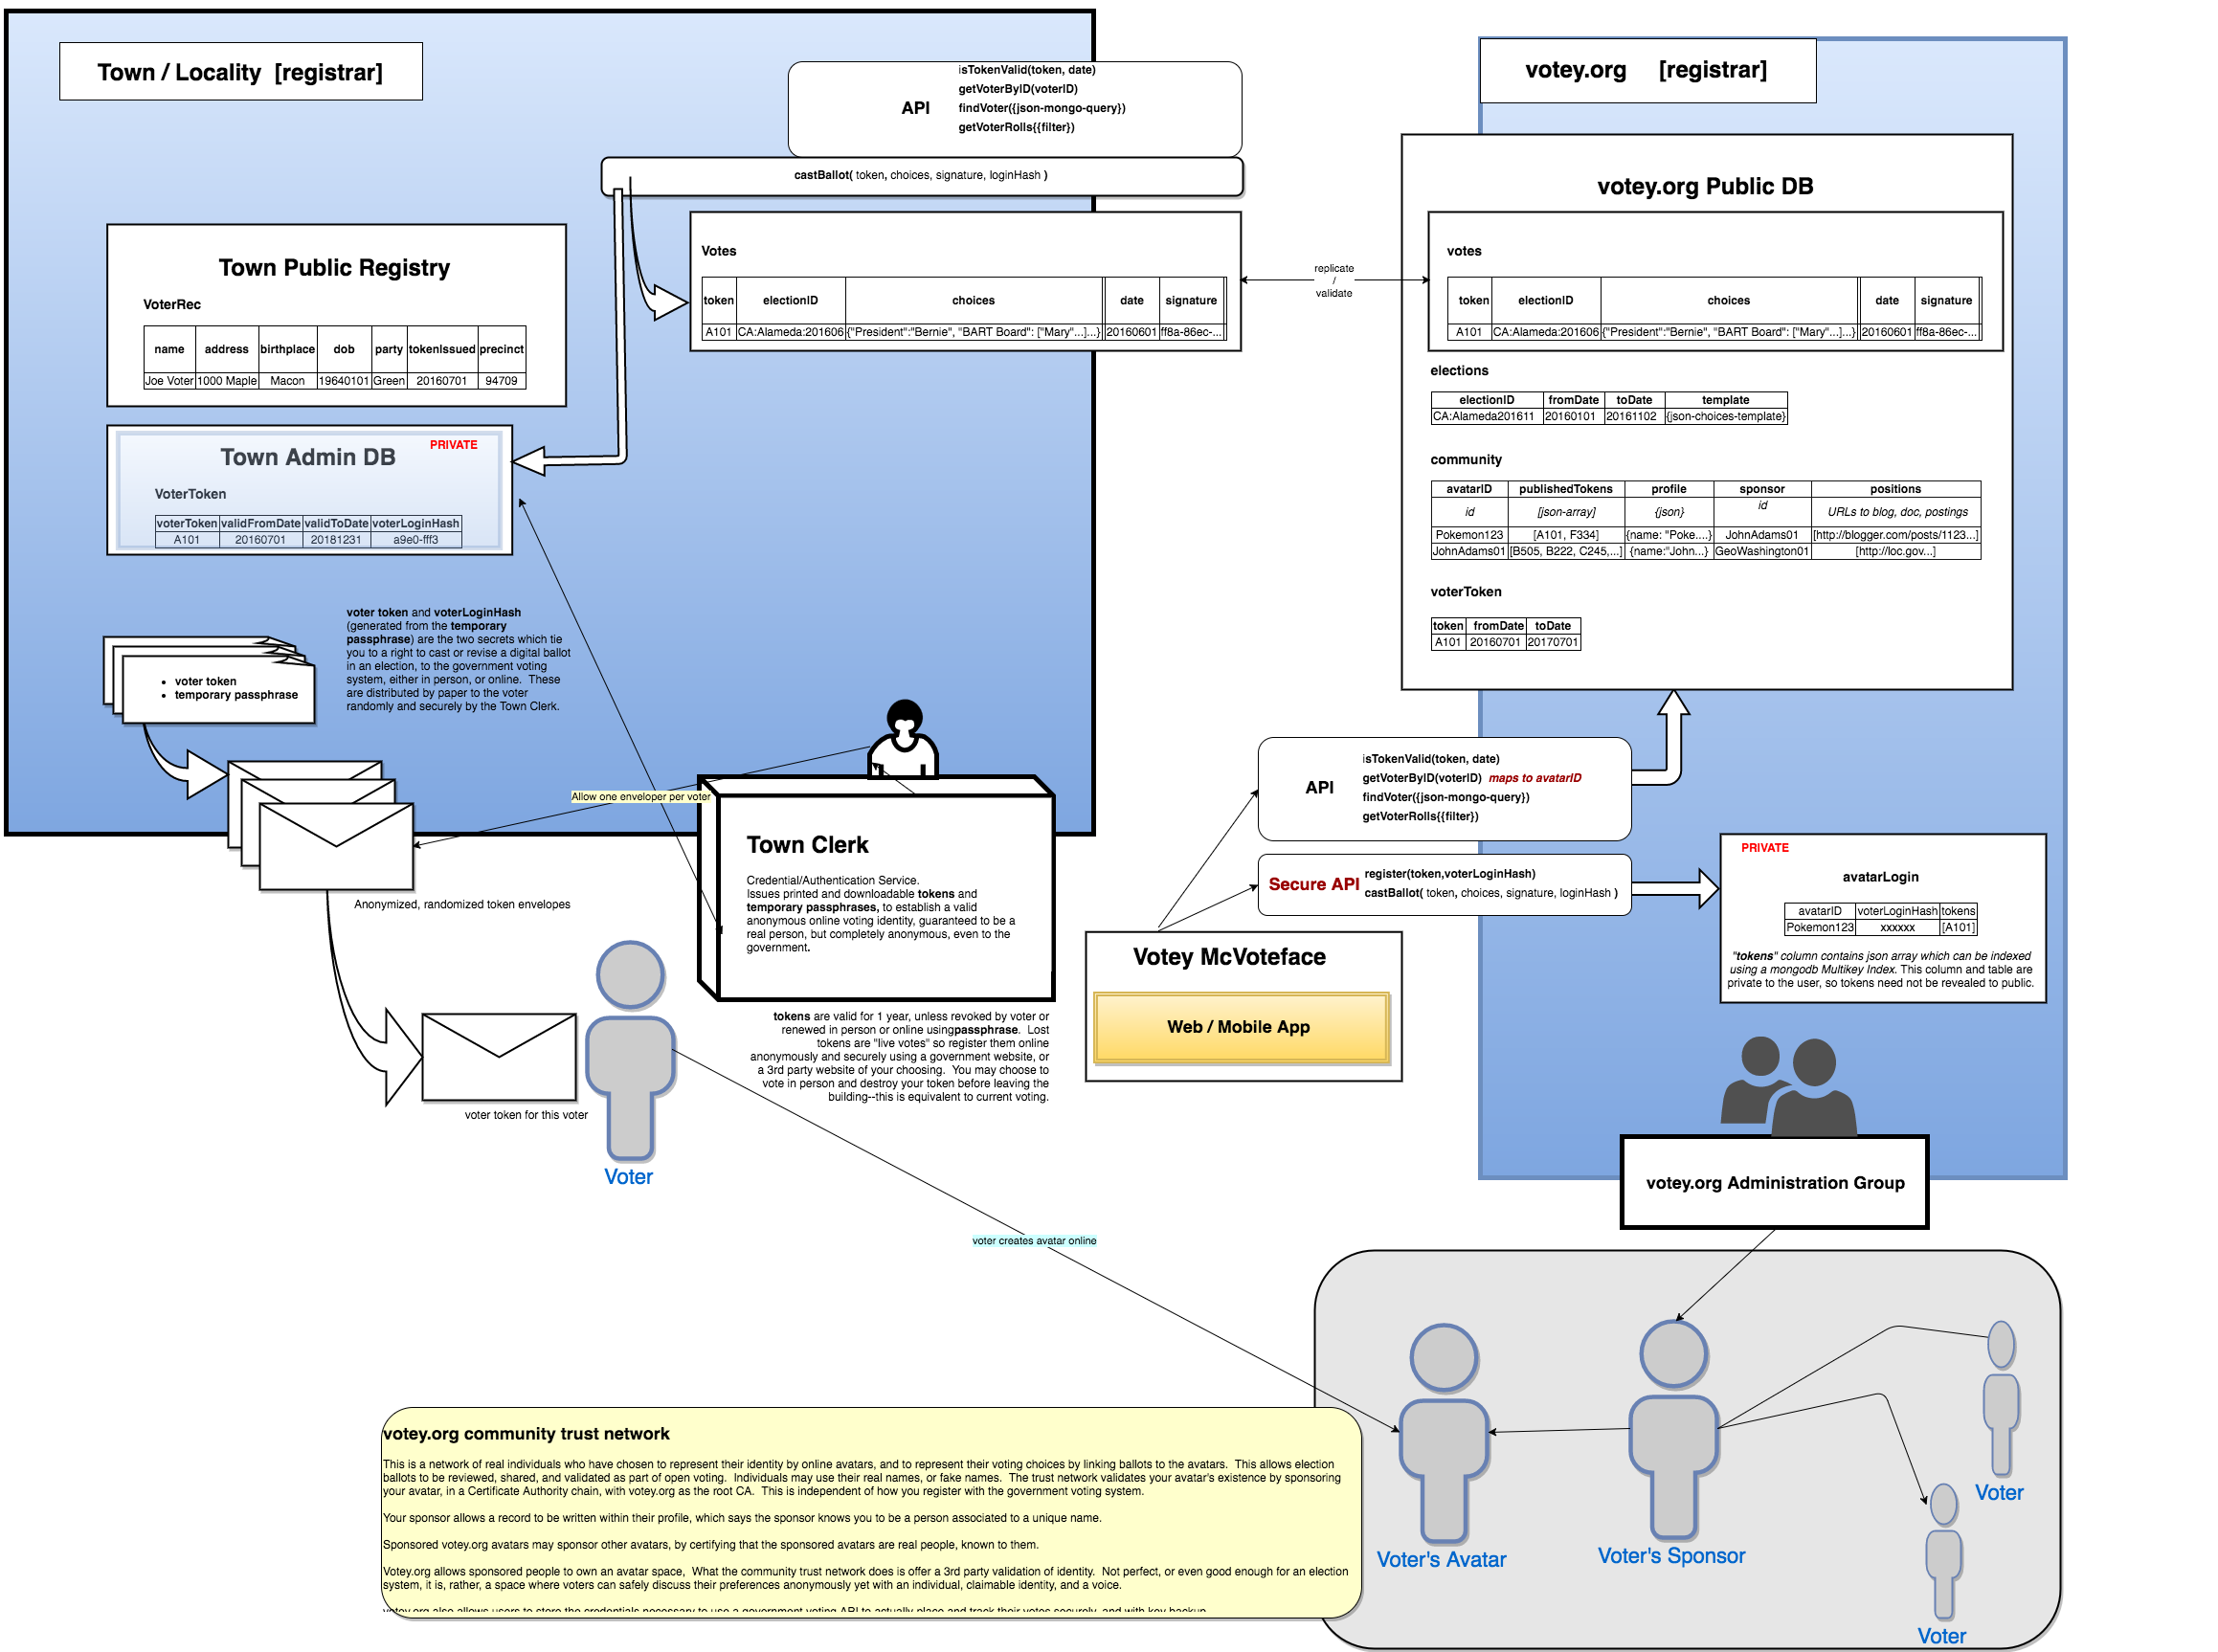 Town / Locality [registrar]
API
isTokenValid(token, date)
getVoterByID(voterID)
findVoter({json-mongo-query})
getVoterRolls{{filter})
castBallot( token, choices, signature, loginHash )
Town Public Registry
VoterRec
name address birthplace dob party tokenIssued precinct
Joe Voter 1000 Maple Macon 19640101 Green 20160701 94709
Votes
token electionID choices date signature
A101 CA:Alameda:201606 {"President":"Bernie", "BART Board": ["Mary"...]...} 20160601 ff8a-86ec-...
replicate
/
validate
PRIVATE
Town Admin DB
VoterToken
voterToken validFromDate validToDate voterLoginHash
A101 20160701 20181231 a9e0-fff3
voter token and voterLoginHash
(generated from the temporary
passphrase) are the two secrets which tie
you to a right to cast or revise a digital ballot
in an election, to the government voting
system, either in person, or online. These
are distributed by paper to the voter
randomly and securely by the Town Clerk.
• voter token
• temporary passphrase
Allow one enveloper per voter
Anonymized, randomized token envelopes
Town Clerk
Credential/Authentication Service.
Issues printed and downloadable tokens and
temporary passphrases, to establish a valid
anonymous online voting identity, guaranteed to be a
real person, but completely anonymous, even to the
government.
tokens are valid for 1 year, unless revoked by voter or
renewed in person or online usingpassphrase. Lost
tokens are "live votes" so register them online
anonymously and securely using a government website, or
a 3rd party website of your choosing. You may choose to
vote in person and destroy your token before leaving the
building--this is equivalent to current voting.
voter token for this voter
Voter
votey.org [registrar]
votey.org Public DB
votes
token electionID choices date signature
A101 CA:Alameda:201606 {"President":"Bernie", "BART Board": ["Mary"...]...} 20160601 ff8a-86ec-...
elections
electionID fromDate toDate template
CA:Alameda201611 20160101 20161102 {json-choices-template}
community
avatarID publishedTokens profile sponsor positions
id [json-array] {json} id URLs to blog, doc, postings
Pokemon123 [A101, F334] {name: "Poke....} JohnAdams01 [http://blogger.com/posts/1123...]
JohnAdams01 [B505, B222, C245,...] {name:"John...} GeoWashington01 [http://loc.gov...]
voterToken
token fromDate toDate
A101 20160701 20170701
API
isTokenValid(token, date)
getVoterByID(voterID) maps to avatarID
findVoter({json-mongo-query})
getVoterRolls{{filter})
Secure API
register(token,voterLoginHash)
castBallot( token, choices, signature, loginHash )
PRIVATE
avatarLogin
avatarID voterLoginHash tokens
Pokemon123 xxxxxx [A101]
"tokens" column contains json array which can be indexed
using a mongodb Multikey Index. This column and table are
private to the user, so tokens need not be revealed to public.
Votey McVoteface
Web / Mobile App
votey.org Administration Group
voter creates avatar online
votey.org community trust network
This is a network of real individuals who have chosen to represent their identity by online avatars, and to represent their voting choices by linking ballots to the avatars. This allows election
ballots to be reviewed, shared, and validated as part of open voting. Individuals may use their real names, or fake names. The trust network validates your avatar's existence by sponsoring
your avatar, in a Certificate Authority chain, with votey.org as the root CA. This is independent of how you register with the government voting system.
Your sponsor allows a record to be written within their profile, which says the sponsor knows you to be a person associated to a unique name.
Sponsored votey.org avatars may sponsor other avatars, by certifying that the sponsored avatars are real people, known to them.
Votey.org allows sponsored people to own an avatar space, What the community trust network does is offer a 3rd party validation of identity. Not perfect, or even good enough for an election
system, it is, rather, a space where voters can safely discuss their preferences anonymously yet with an individual, claimable identity, and a voice.
votey.org also allows users to store the credentials necessary to use a government voting API to actually place and track their votes securely, and with key backup.
Voter's Avatar
Voter's Sponsor
Voter
Voter